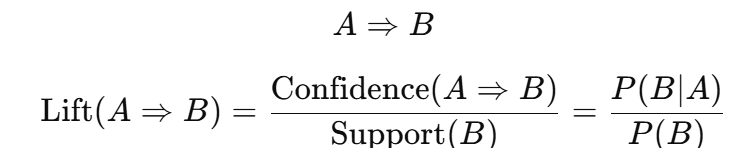 A ⇒ B
Lift(A ⇒ B) = Confidence(A ⇒ B) / Support(B) = P(B|A) / P(B)